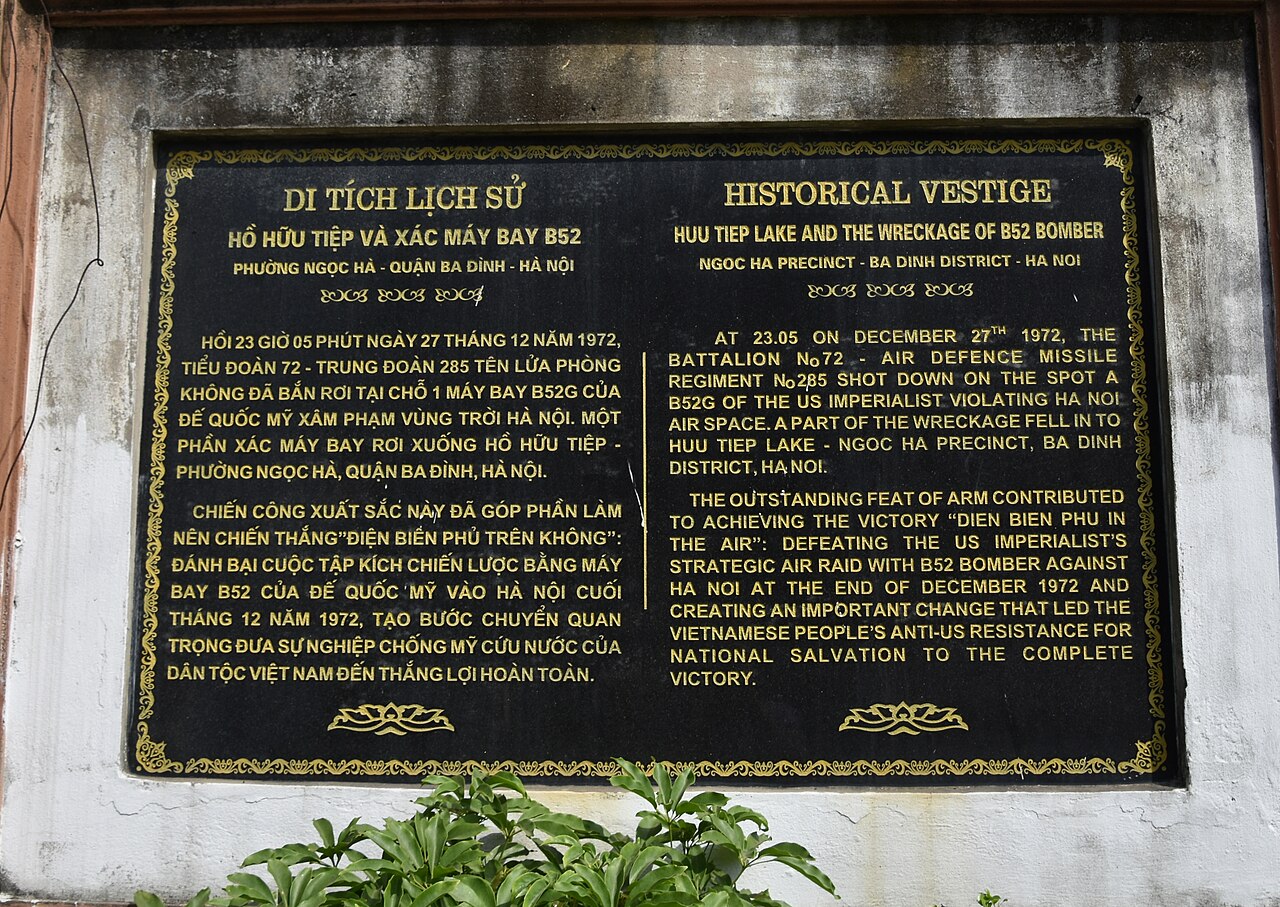 DI TÍCH LỊCH SỬ
HỒ HỮU TIỆP VÀ XÁC MÁY BAY B52
PHƯỜNG NGỌC HÀ - QUẬN BA ĐÌNH - HÀ NỘI
HỒI 23 GIỜ 05 PHÚT NGÀY 27 THÁNG 12 NĂM 1972,
TIỂU ĐOÀN 72 - TRUNG ĐOÀN 285 TÊN LỬA PHÒNG
KHÔNG ĐÃ BẮN RƠI TẠI CHỖ 1 MÁY BAY B52G CỦA
ĐẾ QUỐC MỸ XÂM PHẠM VÙNG TRỜI HÀ NỘI. MỘT
PHẦN XÁC MÁY BAY RƠI XUỐNG HỒ HỮU TIỆP -
PHƯỜNG NGỌC HÀ, QUẬN BA ĐÌNH, HÀ NỘI.
CHIẾN CÔNG XUẤT SẮC NÀY ĐÃ GÓP PHẦN LÀM
NÊN CHIẾN THẮNG"ĐIỆN BIÊN PHỦ TRÊN KHÔNG":
ĐÁNH BẠI CUỘC TẬP KÍCH CHIẾN LƯỢC BẰNG MÁY
BAY B52 CỦA ĐẾ QUỐC MỸ VÀO HÀ NỘI CUỐI
THÁNG 12 NĂM 1972, TẠO BƯỚC CHUYỂN QUAN
TRỌNG ĐƯA SỰ NGHIỆP CHỐNG MỸ CỨU NƯỚC CỦA
DÂN TỘC VIỆT NAM ĐẾN THẮNG LỢI HOÀN TOÀN.
HISTORICAL VESTIGE
HUU TIEP LAKE AND THE WRECKAGE OF B52 BOMBER
NGOC HA PRECINCT - BA DINH DISTRICT - HA NOI
AT 23.05 ON DECEMBER 27TH 1972, THE
BATTALION No72 - AIR DEFENCE MISSILE
REGIMENT No285 SHOT DOWN ON THE SPOT A
B52G OF THE US IMPERIALIST VIOLATING HA NOI
AIR SPACE. A PART OF THE WRECKAGE FELL IN TO
HUU TIEP LAKE - NGOC HA PRECINCT, BA DINH
DISTRICT, HA NOI.
THE OUTSTANDING FEAT OF ARM CONTRIBUTED
TO ACHIEVING THE VICTORY "DIEN BIEN PHU IN
THE AIR": DEFEATING THE US IMPERIALIST'S
STRATEGIC AIR RAID WITH B52 BOMBER AGAINST
HA NOI AT THE END OF DECEMBER 1972 AND
CREATING AN IMPORTANT CHANGE THAT LED THE
VIETNAMESE PEOPLE'S ANTI-US RESISTANCE FOR
NATIONAL SALVATION TO THE COMPLETE
VICTORY.